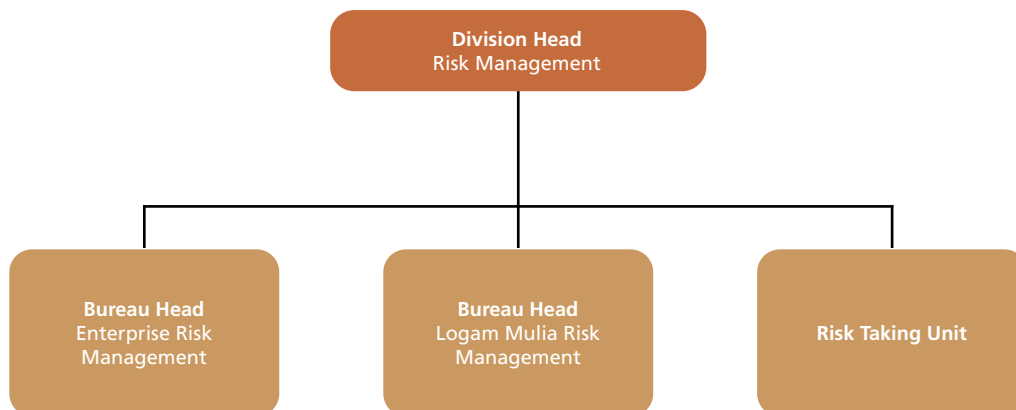 Division Head
Risk Management
Bureau Head
Enterprise Risk
Management
Bureau Head
Logam Mulia Risk
Management
Risk Taking Unit